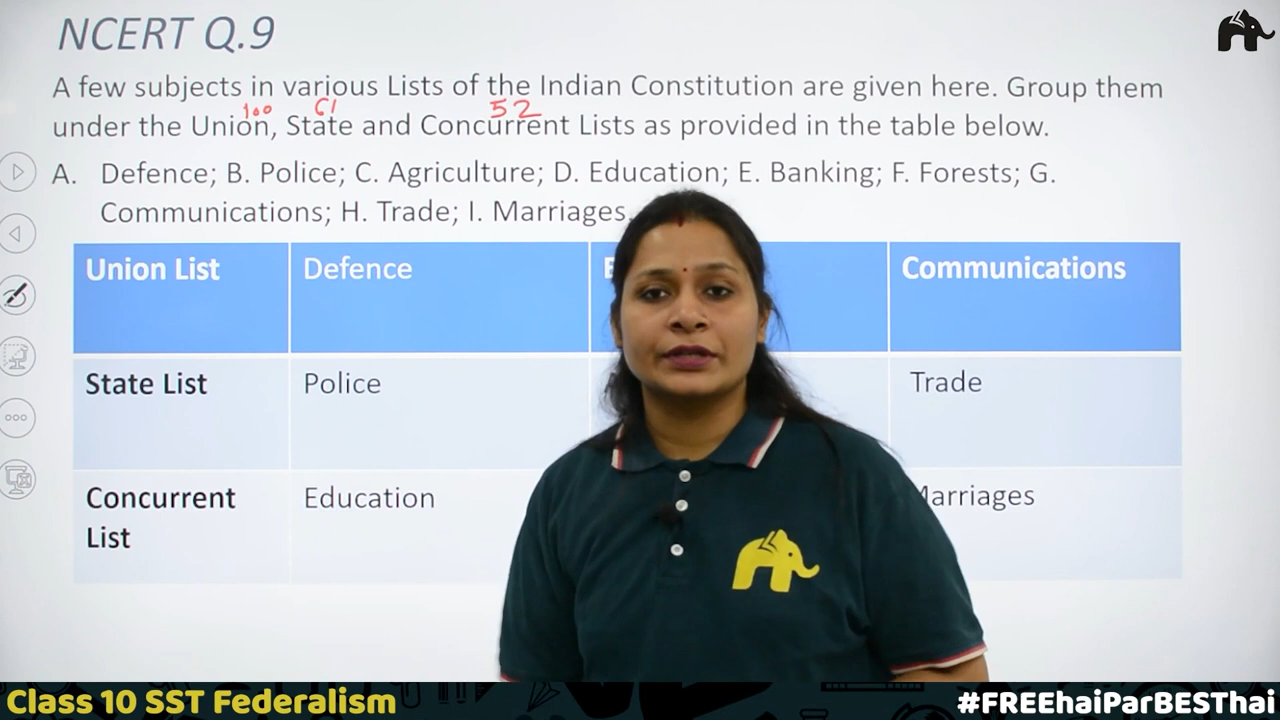 NCERT Q.9
A few subjects in various Lists of the Indian Constitution are given here. Group them
100 61 52
under the Union, State and Concurrent Lists as provided in the table below.
A. Defence; B. Police; C. Agriculture; D. Education; E. Banking; F. Forests; G.
Communications; H. Trade; I. Marriages.
Union List Defence Communications
State List Police Trade
Concurrent Education Marriages
List
Class 10 SST Federalism
#FREEhaiParBESThai